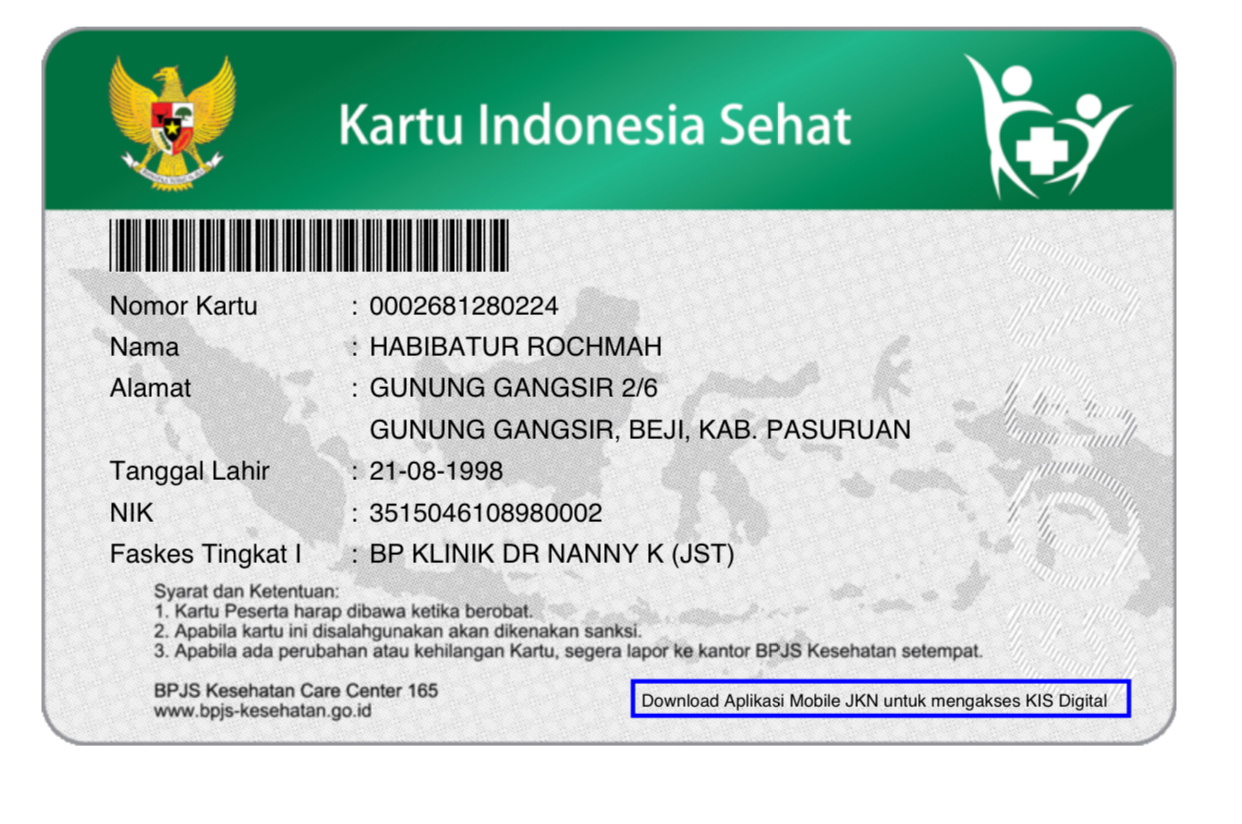 Kartu Indonesia Sehat
Nomor Kartu : 0002681280224
Nama : HABIBATUR ROCHMAH
Alamat : GUNUNG GANGSIR 2/6
GUNUNG GANGSIR, BEJI, KAB. PASURUAN
Tanggal Lahir : 21-08-1998
NIK : 3515046108980002
Faskes Tingkat I : BP KLINIK DR NANNY K (JST)
Syarat dan Ketentuan:
1. Kartu Peserta harap dibawa ketika berobat.
2. Apabila kartu ini disalahgunakan akan dikenakan sanksi.
3. Apabila ada perubahan atau kehilangan Kartu, segera lapor ke kantor BPJS Kesehatan setempat.
BPJS Kesehatan Care Center 165
www.bpjs-kesehatan.go.id
Download Aplikasi Mobile JKN untuk mengakses KIS Digital